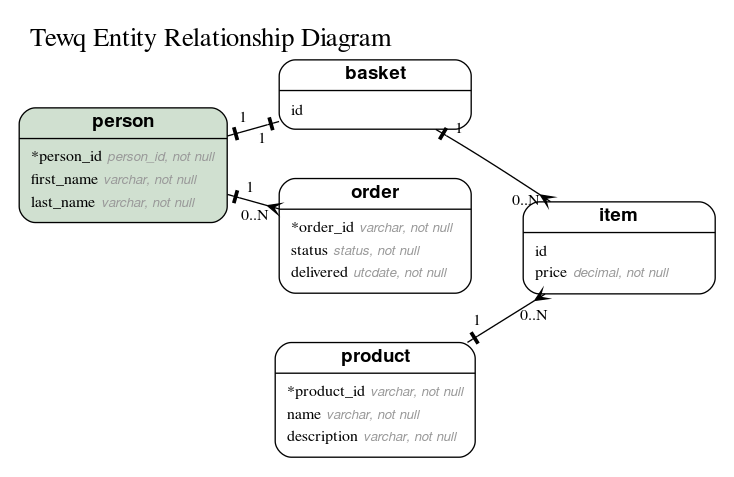 Tewq Entity Relationship Diagram
basket
id
person
*person_id person_id, not null
first_name varchar, not null
last_name varchar, not null
1
1
1
1
0..N
order
*order_id varchar, not null
status status, not null
delivered utcdate, not null
0..N
item
id
price decimal, not null
1
0..N
product
*product_id varchar, not null
name varchar, not null
description varchar, not null